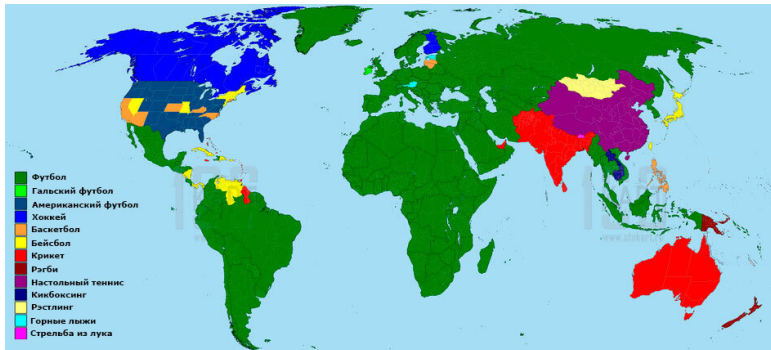 Футбол
Гальский футбол
Американский футбол
Хоккей
Баскетбол
Бейсбол
Крикет
Рэгби
Настольный теннис
Кикбоксинг
Рэстлинг
Горные лыжи
Стрельба из лука